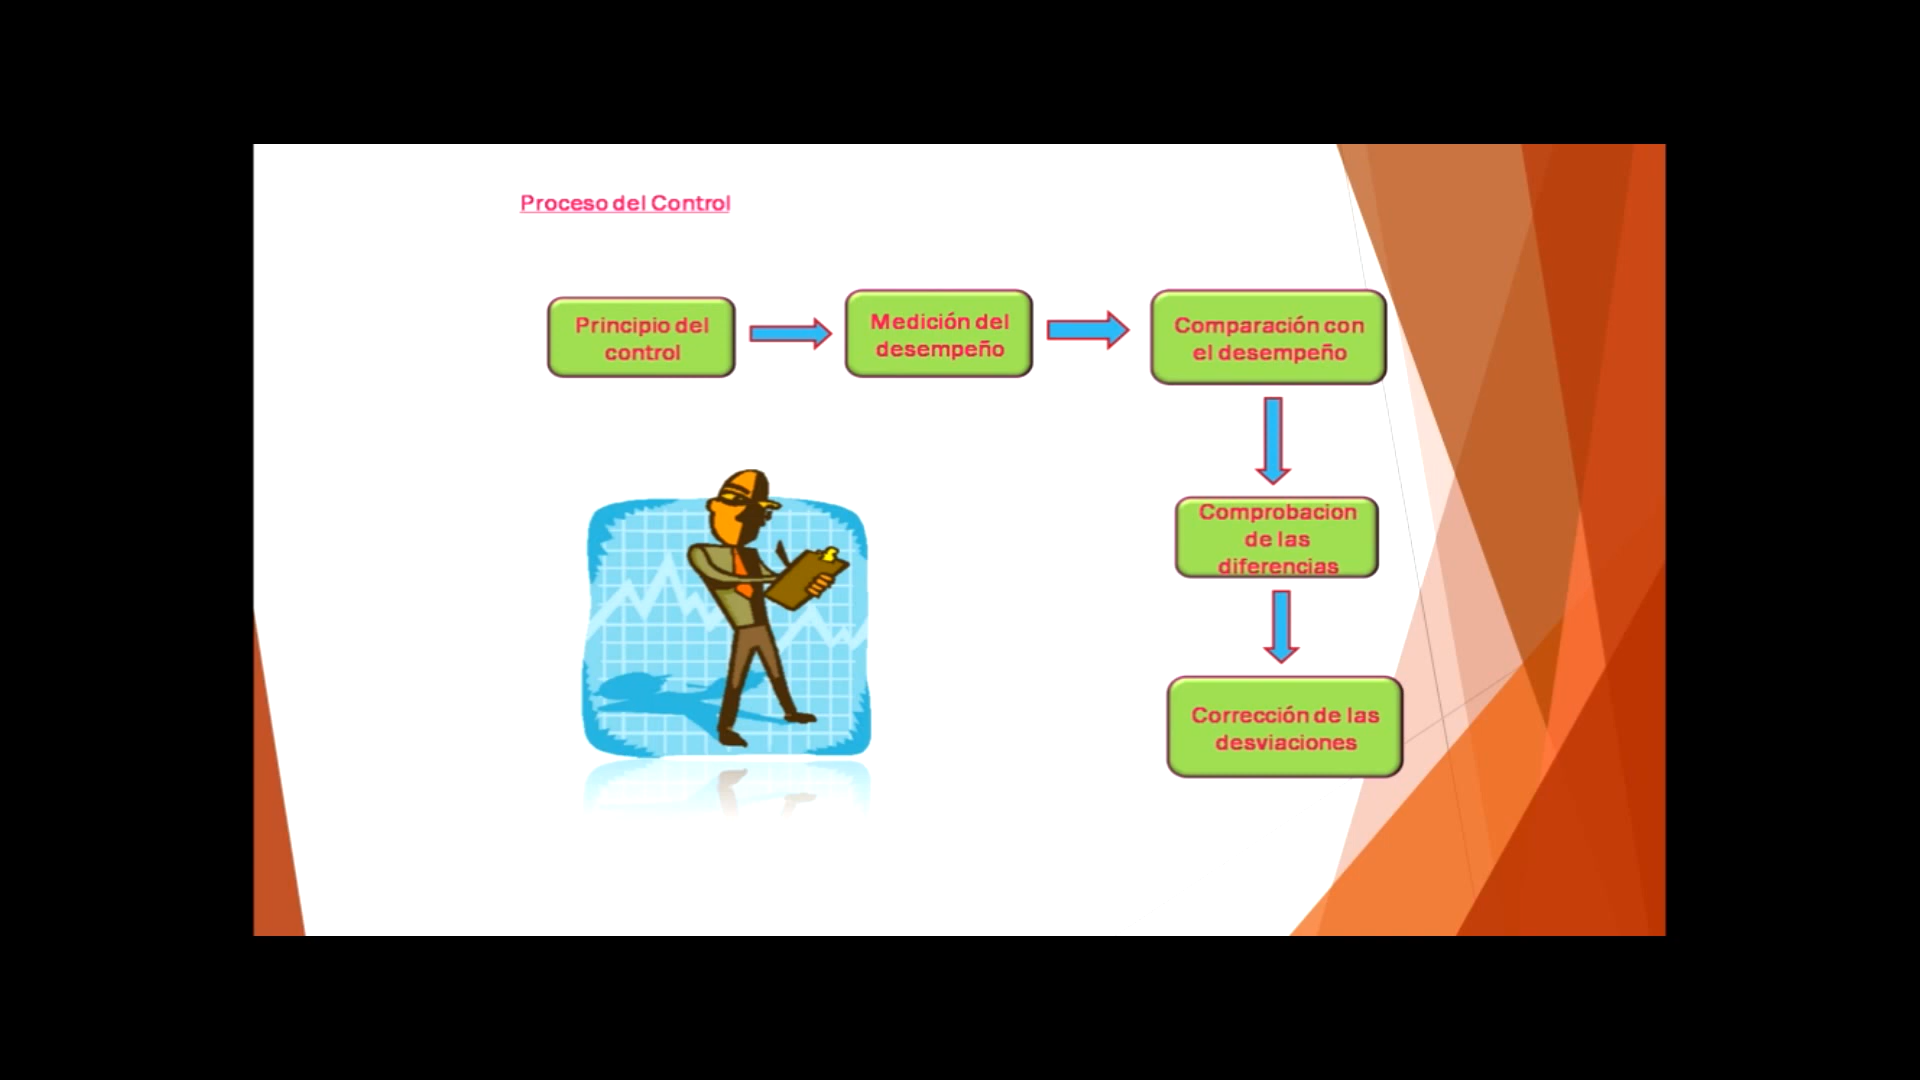 Proceso del Control
Principio del
control
Medición del
desempeño
Comparación con
el desempeño
Comprobacion
de las
diferencias
Corrección de las
desviaciones